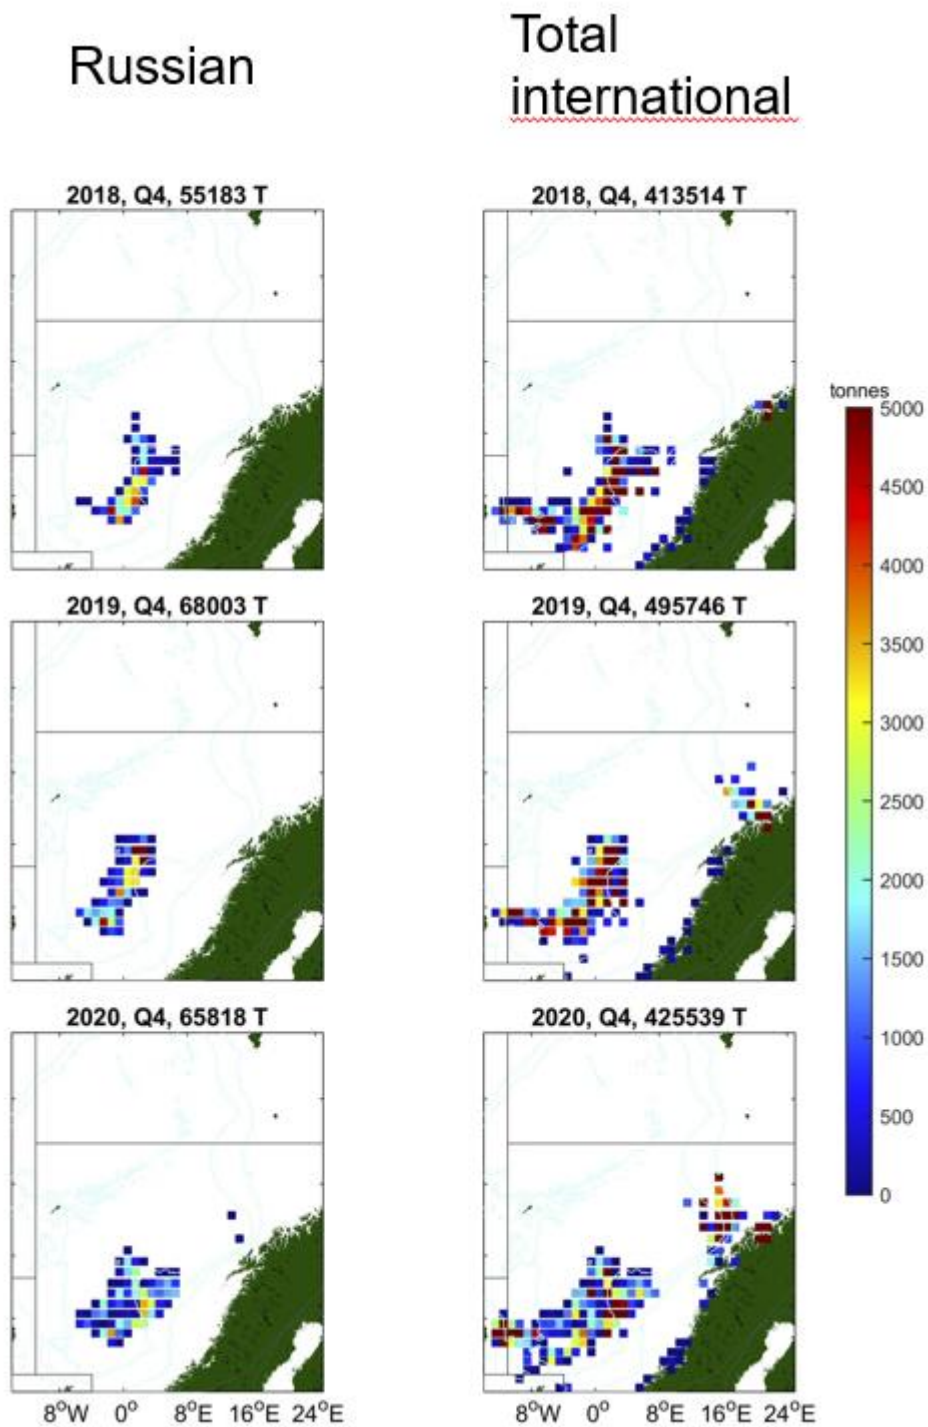 Russian
Total
international
2018, Q4, 55183 T
2018, Q4, 413514 T
tonnes
5000
4500
4000
3500
3000
2500
2000
1500
1000
500
0
2019, Q4, 68003 T
2019, Q4, 495746 T
2020, Q4, 65818 T
2020, Q4, 425539 T
8°W 0° 8°E 16°E 24°E
8°W 0° 8°E 16°E 24°E